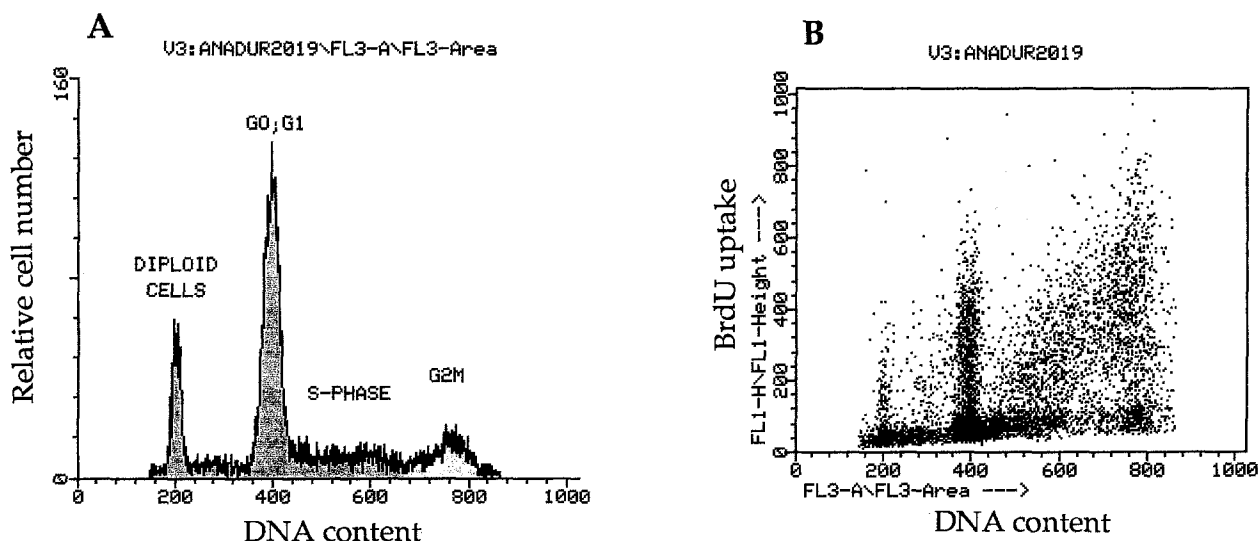 A
V3:ANADUR2019\FL3-A\FL3-Area
160
Relative cell number
GO;G1
DIPLOID
CELLS
S-PHASE
G2M
0
0 200 400 600 800 1000
DNA content
B
V3:ANADUR2019
1000
800
600
400
200
0
BrdU uptake
FL1-H\FL1-Height --->
0 200 400 600 800 1000
FL3-A\FL3-Area --->
DNA content